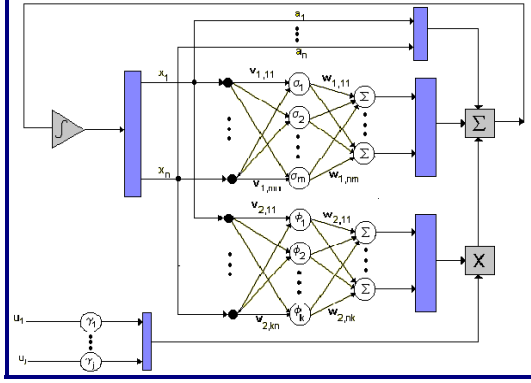 a1
an
x1
v1,11
σ1
w1,11
Σ
∫
σ2
Σ
Σ
xn
v1,mn
σm
w1,nm
v2,11
ϕ1
w2,11
Σ
ϕ2
X
Σ
v2,kn
ϕk
w2,nk
u1
γ1
uj
γj